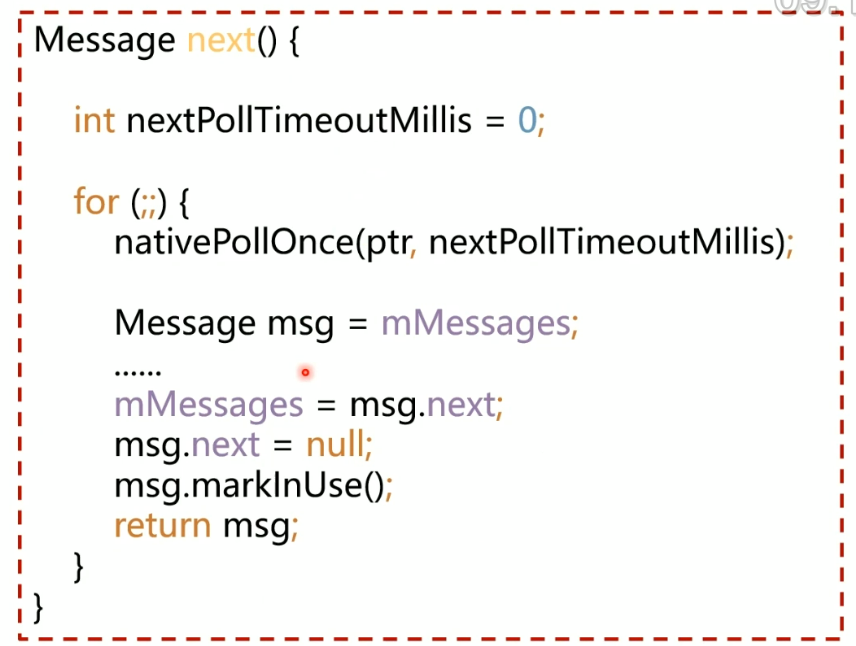 Message next() {
int nextPollTimeoutMillis = 0;
for (;;) {
nativePollOnce(ptr, nextPollTimeoutMillis);
Message msg = mMessages;
......
mMessages = msg.next;
msg.next = null;
msg.markInUse();
return msg;
}
}